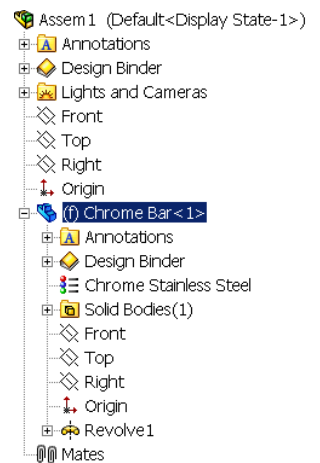 Assem1 (Default<Display State-1>)
Annotations
Design Binder
Lights and Cameras
Front
Top
Right
Origin
(f) Chrome Bar<1>
Annotations
Design Binder
Chrome Stainless Steel
Solid Bodies(1)
Front
Top
Right
Origin
Revolve1
Mates